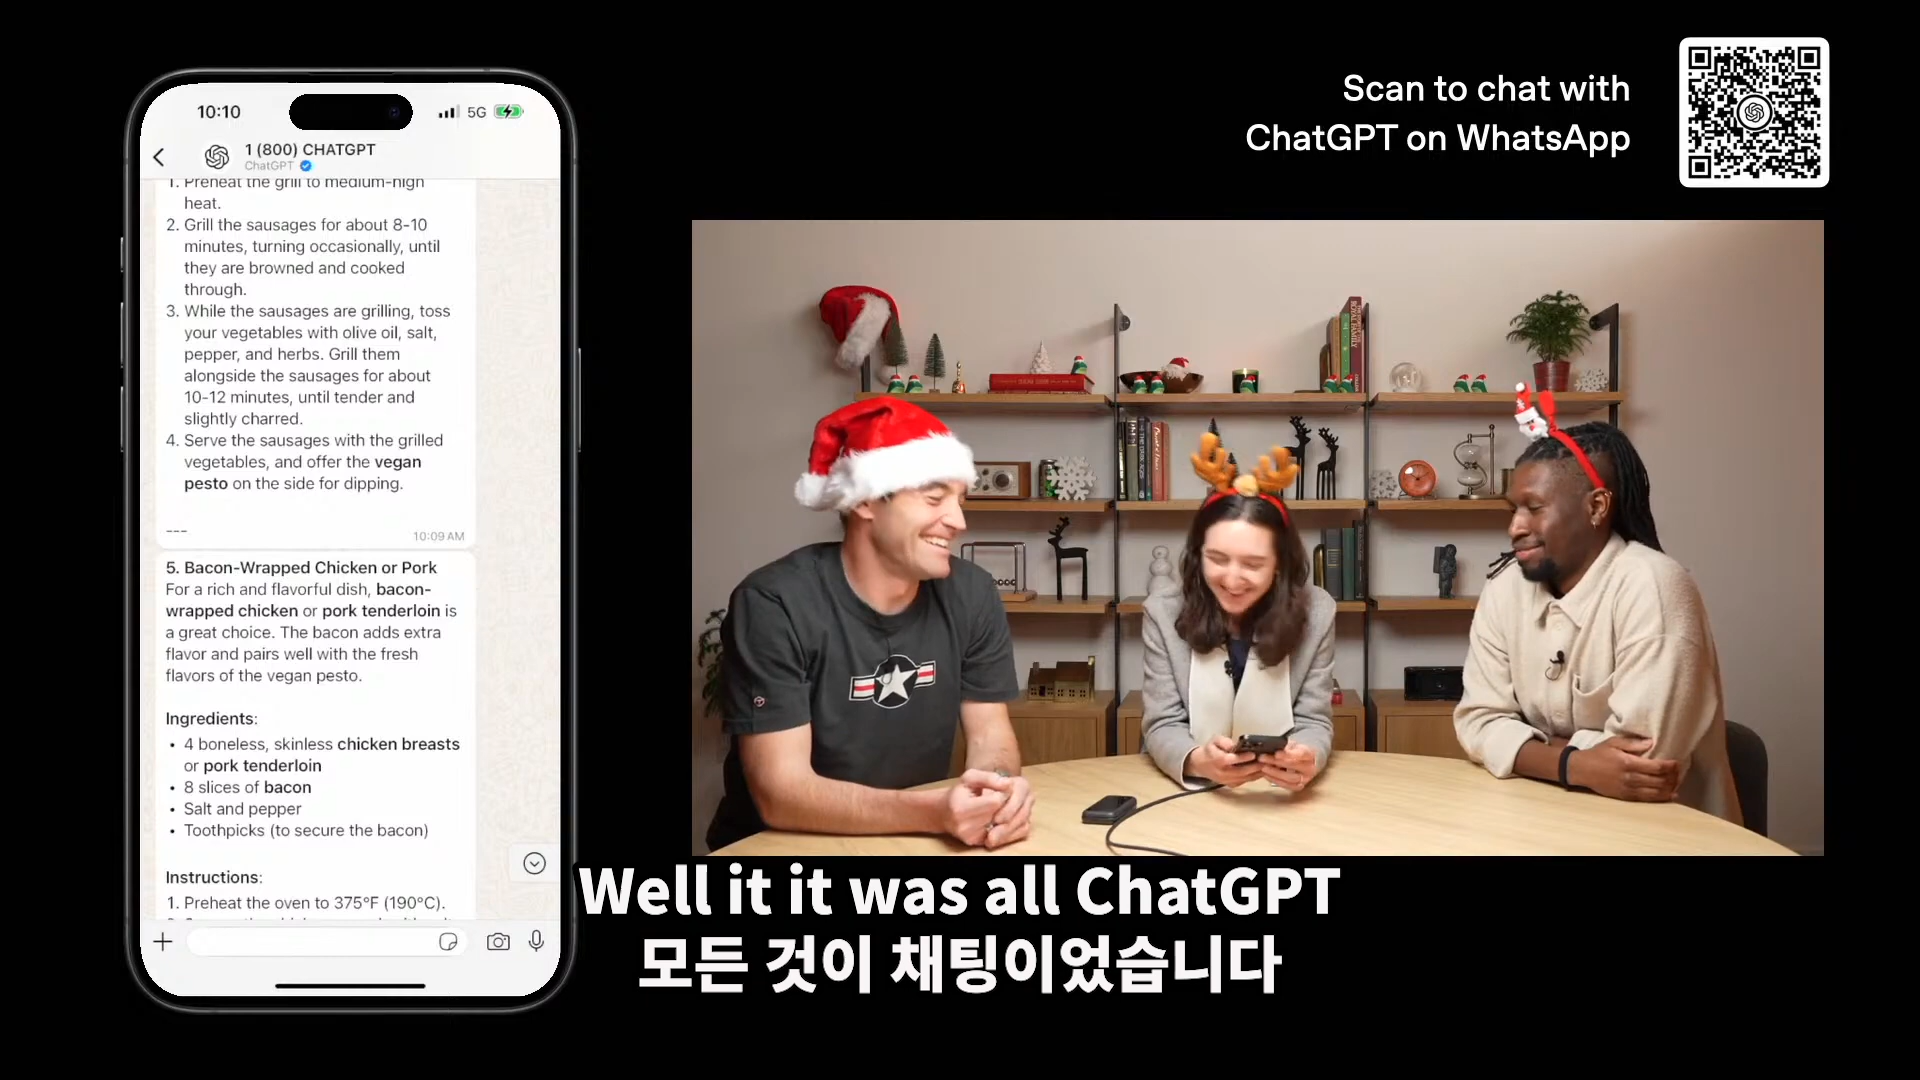 10:10
5G
1 (800) CHATGPT
ChatGPT
1. Preheat the grill to medium-high
heat.
2. Grill the sausages for about 8-10
minutes, turning occasionally, until
they are browned and cooked
through.
3. While the sausages are grilling, toss
your vegetables with olive oil, salt,
pepper, and herbs. Grill them
alongside the sausages for about
10-12 minutes, until tender and
slightly charred.
4. Serve the sausages with the grilled
vegetables, and offer the vegan
pesto on the side for dipping.
---
10:09 AM
5. Bacon-Wrapped Chicken or Pork
For a rich and flavorful dish, bacon-
wrapped chicken or pork tenderloin is
a great choice. The bacon adds extra
flavor and pairs well with the fresh
flavors of the vegan pesto.
Ingredients:
• 4 boneless, skinless chicken breasts
or pork tenderloin
• 8 slices of bacon
• Salt and pepper
• Toothpicks (to secure the bacon)
Instructions:
1. Preheat the oven to 375°F (190°C).
Scan to chat with
ChatGPT on WhatsApp
Well it it was all ChatGPT
모든 것이 채팅이었습니다